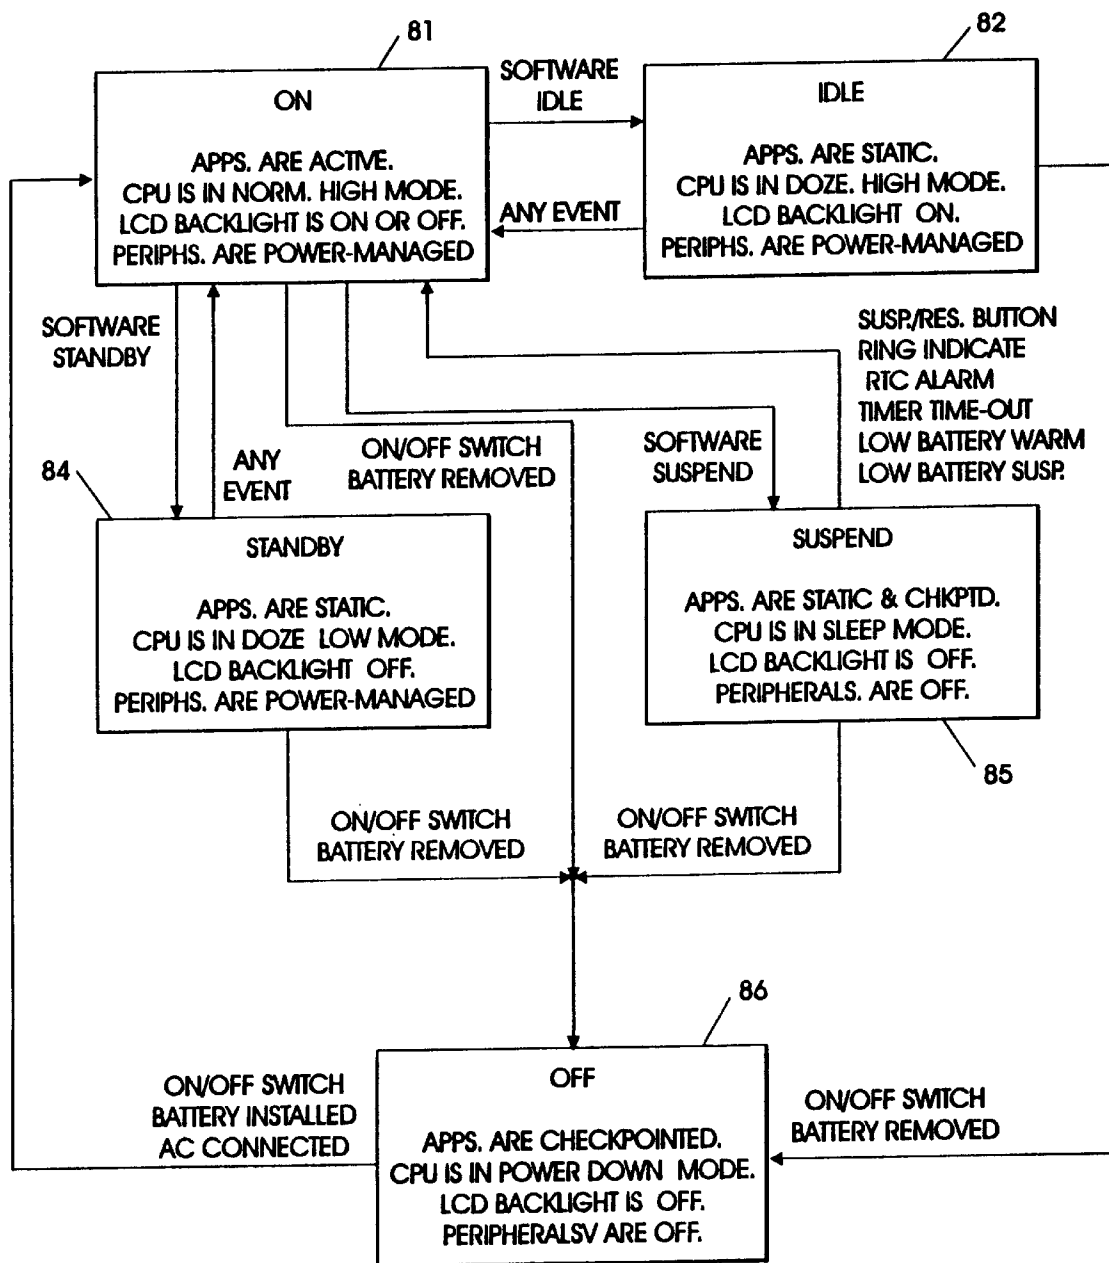 81
ON
APPS. ARE ACTIVE.
CPU IS IN NORM. HIGH MODE.
LCD BACKLIGHT IS ON OR OFF.
PERIPHS. ARE POWER-MANAGED
SOFTWARE
IDLE
ANY EVENT
82
IDLE
APPS. ARE STATIC.
CPU IS IN DOZE. HIGH MODE.
LCD BACKLIGHT ON.
PERIPHS. ARE POWER-MANAGED
SOFTWARE
STANDBY
ANY
EVENT
ON/OFF SWITCH
BATTERY REMOVED
SOFTWARE
SUSPEND
SUSP./RES. BUTTON
RING INDICATE
RTC ALARM
TIMER TIME-OUT
LOW BATTERY WARM
LOW BATTERY SUSP.
84
STANDBY
APPS. ARE STATIC.
CPU IS IN DOZE LOW MODE.
LCD BACKLIGHT OFF.
PERIPHS. ARE POWER-MANAGED
SUSPEND
APPS. ARE STATIC & CHKPTD.
CPU IS IN SLEEP MODE.
LCD BACKLIGHT IS OFF.
PERIPHERALS. ARE OFF.
85
ON/OFF SWITCH
BATTERY REMOVED
ON/OFF SWITCH
BATTERY REMOVED
86
OFF
APPS. ARE CHECKPOINTED.
CPU IS IN POWER DOWN MODE.
LCD BACKLIGHT IS OFF.
PERIPHERALSV ARE OFF.
ON/OFF SWITCH
BATTERY INSTALLED
AC CONNECTED
ON/OFF SWITCH
BATTERY REMOVED